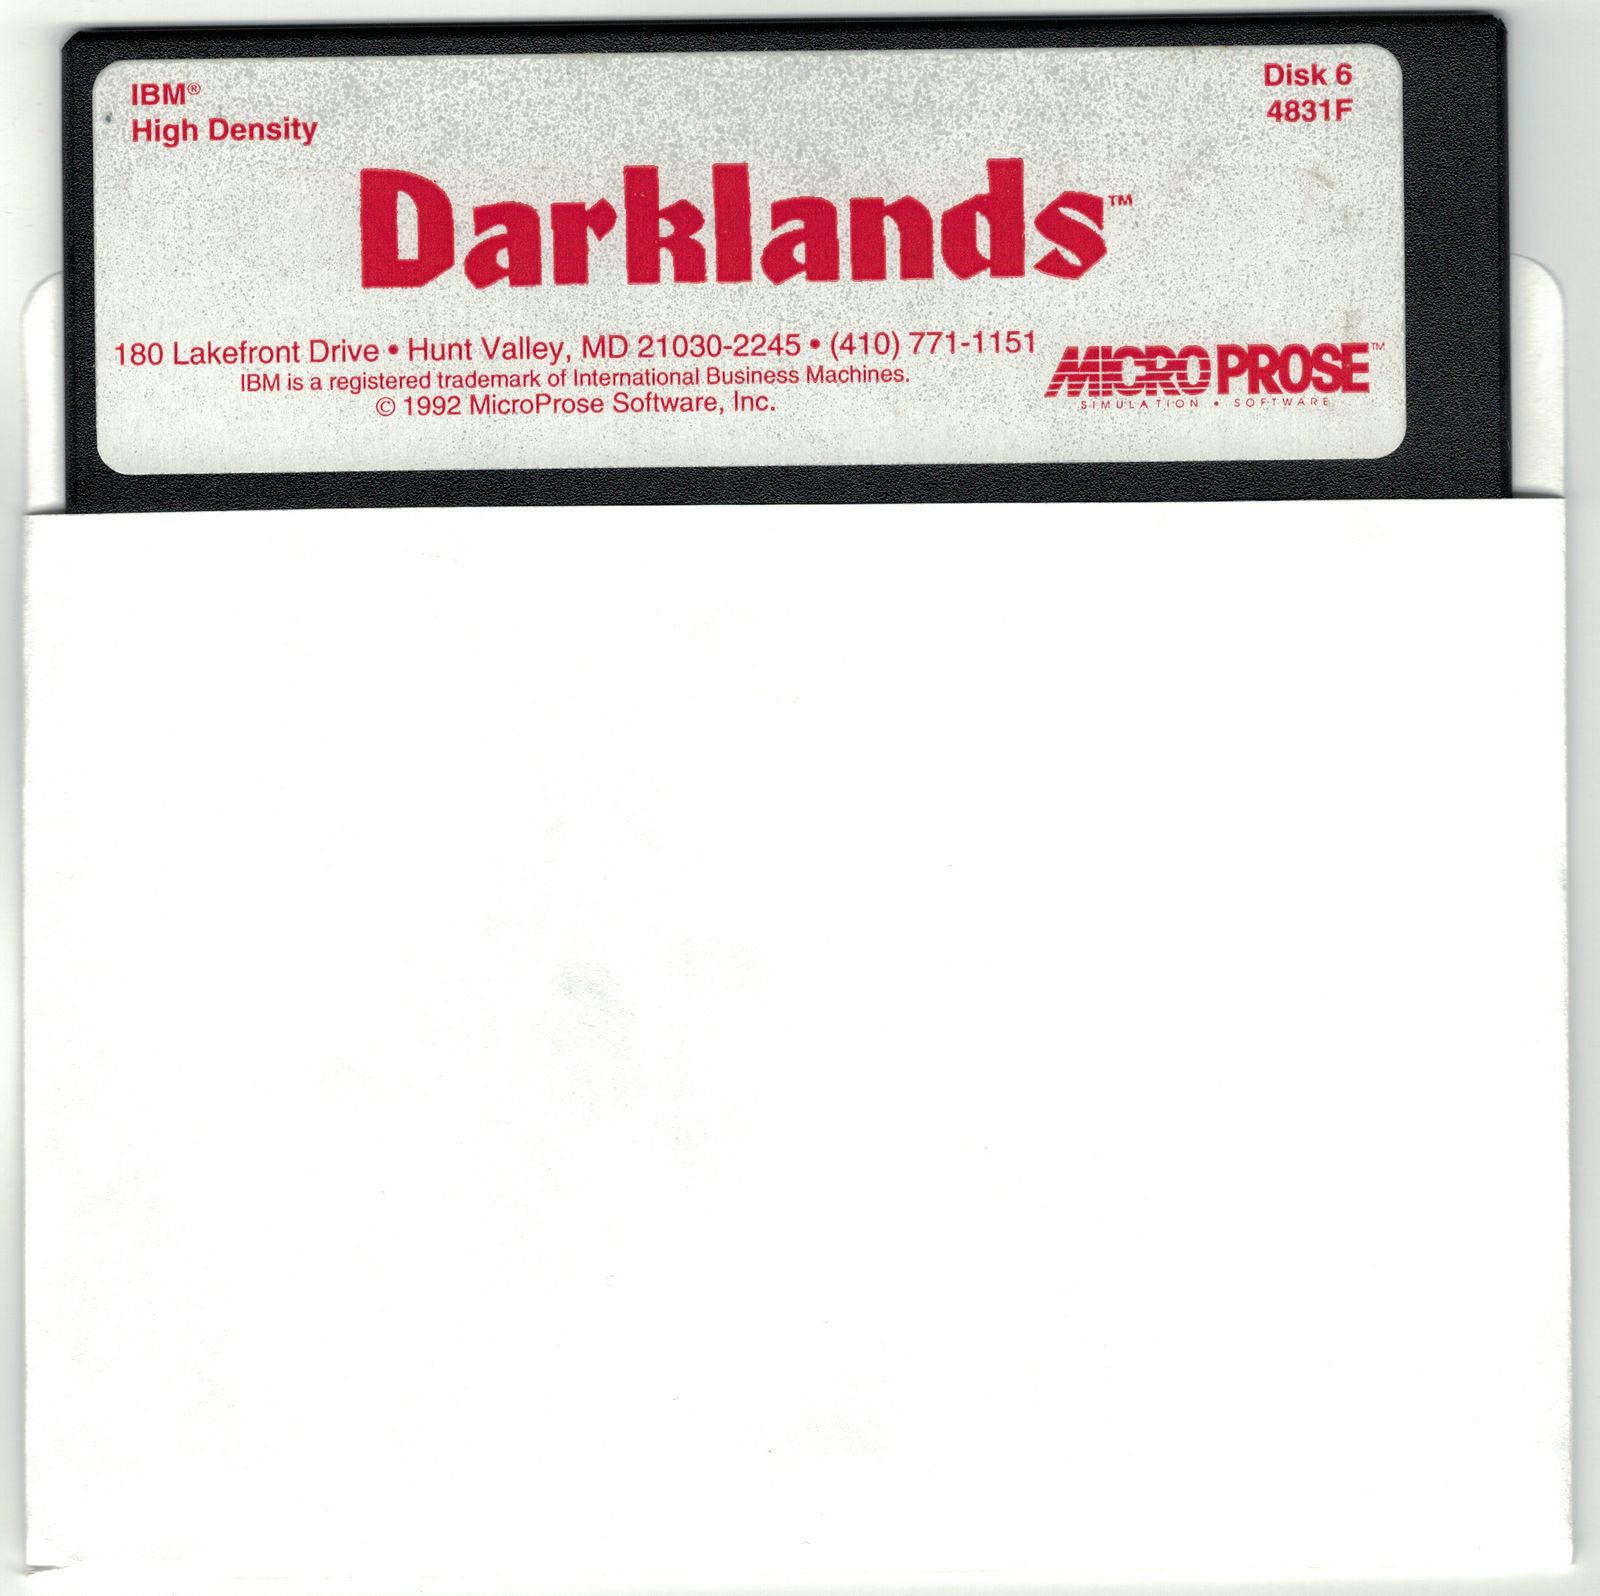 IBM®
High Density
Disk 6
4831F
Darklands™
180 Lakefront Drive • Hunt Valley, MD 21030-2245 • (410) 771-1151
IBM is a registered trademark of International Business Machines.
© 1992 MicroProse Software, Inc.
MICROPROSE™
SIMULATION • SOFTWARE